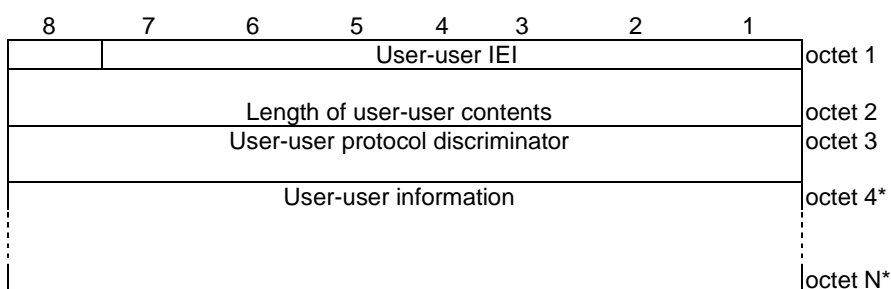 8 7 6 5 4 3 2 1
User-user IEI octet 1
Length of user-user contents octet 2
User-user protocol discriminator octet 3
User-user information octet 4*
octet N*